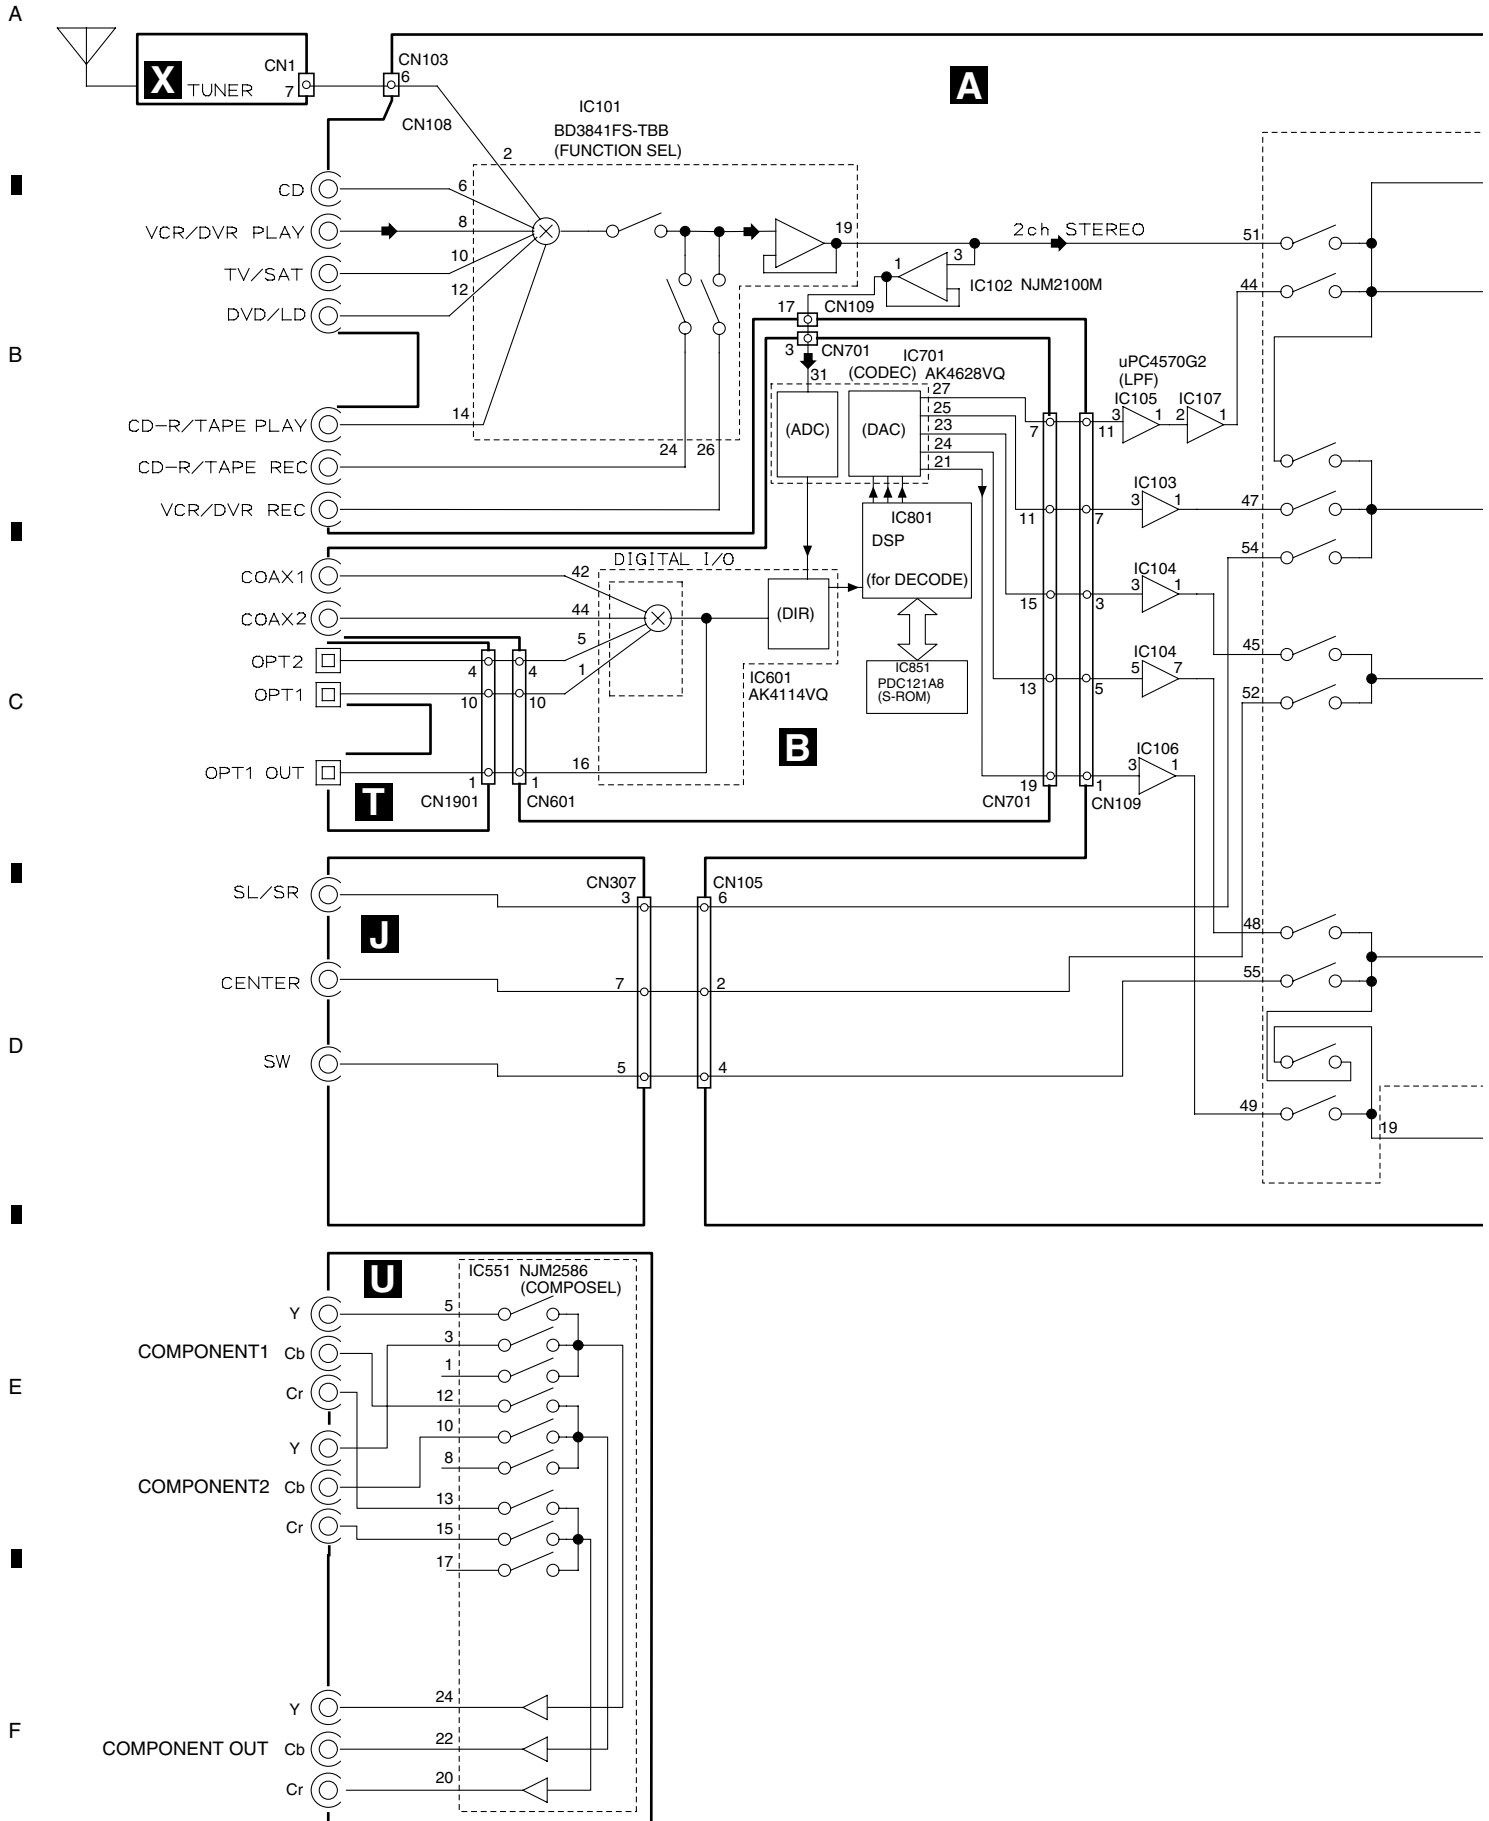 A
X TUNER
CN1
7
CN103
6
CN108
A
IC101
BD3841FS-TBB
(FUNCTION SEL)
2
CD
6
VCR/DVR PLAY
8
TV/SAT
10
DVD/LD
12
19
2ch STEREO
51
1
3
IC102 NJM2100M
44
17
CN109
B
3
CN701
31
IC701
(CODEC) AK4628VQ
(ADC)
(DAC)
27
25
23
24
21
uPC4570G2
(LPF)
IC105
IC107
7
11
3
1
2
1
CD-R/TAPE PLAY
14
CD-R/TAPE REC
24
26
VCR/DVR REC
IC801
DSP
(for DECODE)
11
7
IC103
3
1
47
54
DIGITAL I/O
COAX1
42
COAX2
44
5
1
(DIR)
15
3
IC104
3
1
OPT2
4
4
OPT1
10
10
IC601
AK4114VQ
IC851
PDC121A8
(S-ROM)
13
5
IC104
5
7
45
52
C
B
OPT1 OUT
16
T
1
CN1901
1
CN601
19
CN701
1
CN109
IC106
3
1
SL/SR
J
CN307
3
CN105
6
48
CENTER
7
2
55
D
SW
5
4
49
19
U
IC551 NJM2586
(COMPOSEL)
Y
5
COMPONENT1 Cb
3
1
E
Cr
12
Y
10
8
COMPONENT2 Cb
13
Cr
15
17
Y
24
F
COMPONENT OUT Cb
22
Cr
20